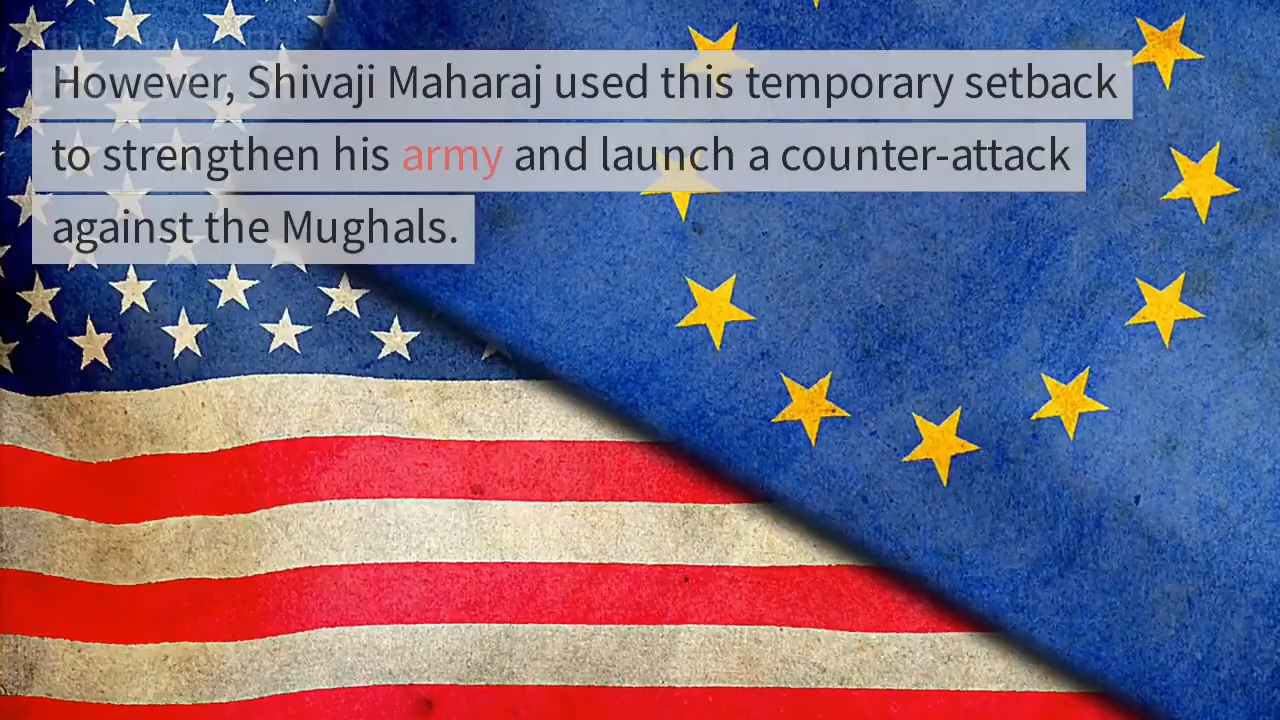 However, Shivaji Maharaj used this temporary setback
to strengthen his army and launch a counter-attack
against the Mughals.